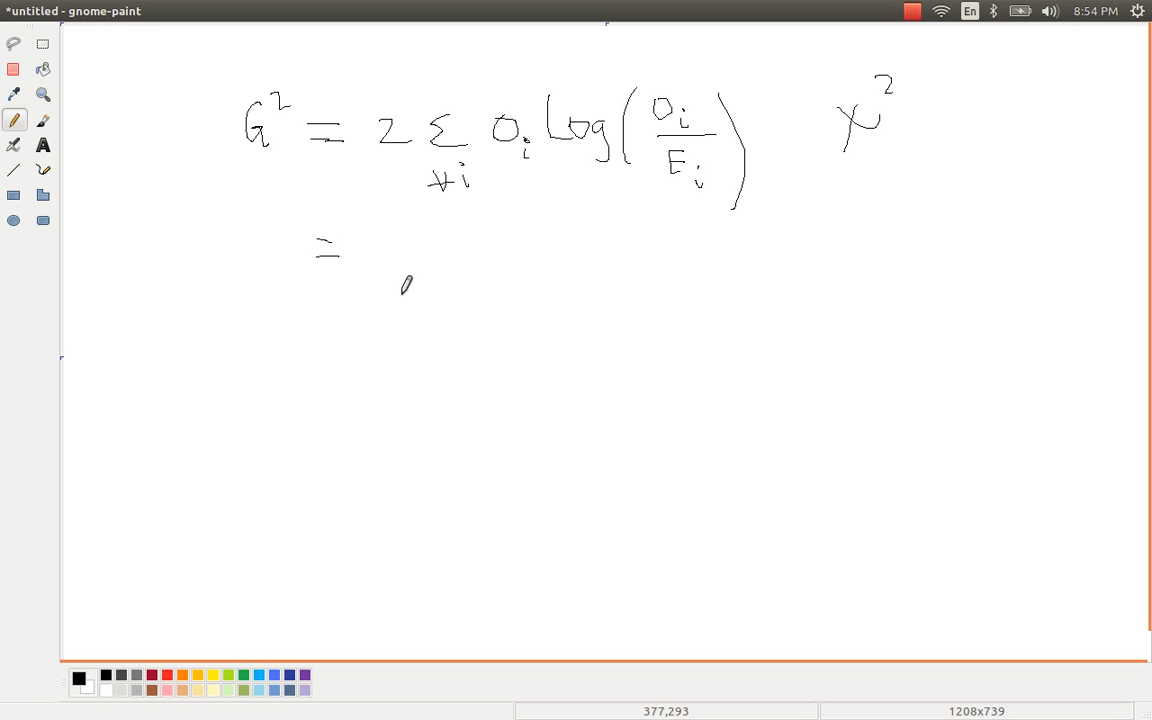 *untitled - gnome-paint
En
8:54 PM
G² = 2 Σ Oᵢ log(Oᵢ/Eᵢ) χ²
∀i
=
A
377,293
1208x739